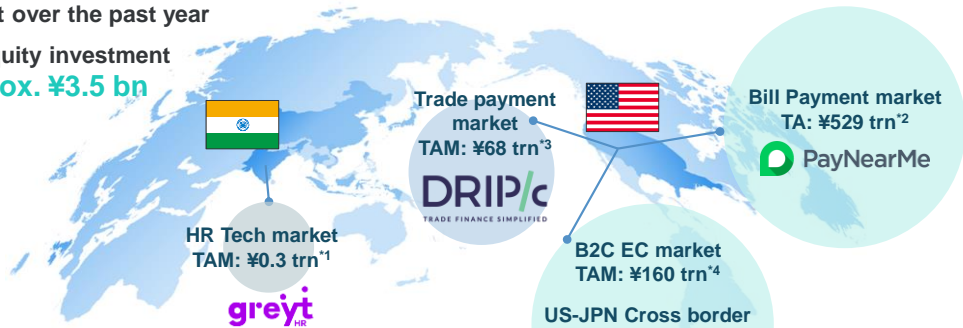 t over the past year
uity investment
ox. ¥3.5 bn
Trade payment
market
TAM: ¥68 trn*3
DRIP/c
TRADE FINANCE SIMPLIFIED
Bill Payment market
TA: ¥529 trn*2
PayNearMe
HR Tech market
TAM: ¥0.3 trn*1
greyt
HR
B2C EC market
TAM: ¥160 trn*4
US-JPN Cross border